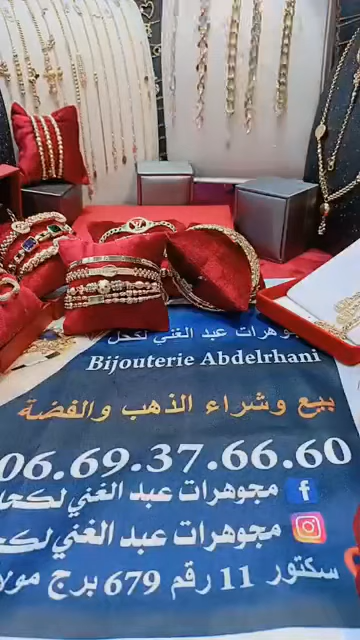 مجوهرات عبد الغني لكحل
Bijouterie Abdelrhani
بيع وشراء الذهب والفضة
06.69.37.66.60
مجوهرات عبد الغني لكحل
مجوهرات عبد الغني لكحل
سكتور 11 رقم 679 برج مولا